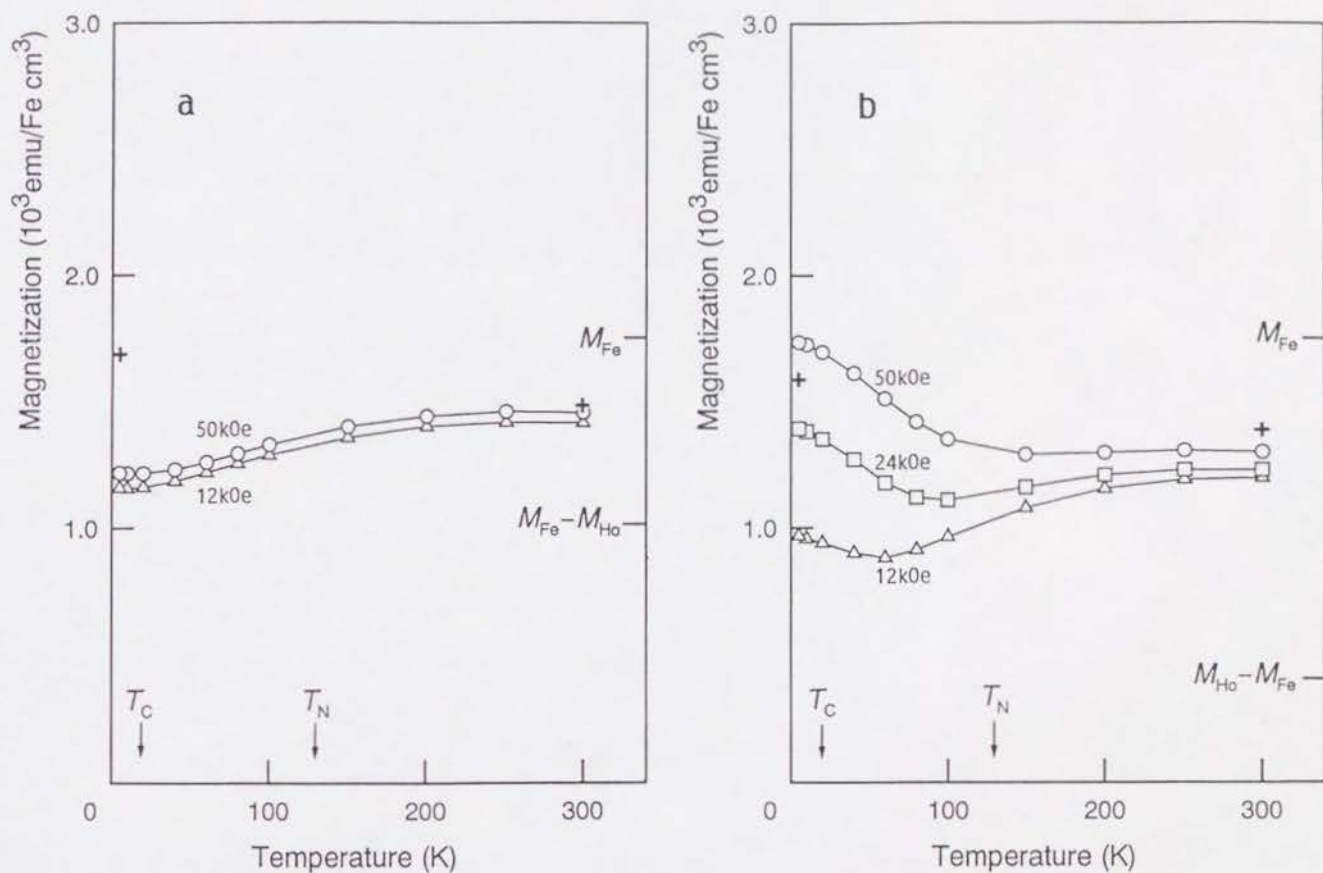 a
Magnetization (10³emu/Fe cm³)
3.0
2.0
1.0
0
100
200
300
Temperature (K)
50kOe
12kOe
T_C
T_N
M_Fe
M_Fe–M_Ho
b
Magnetization (10³emu/Fe cm³)
3.0
2.0
1.0
0
100
200
300
Temperature (K)
50kOe
24kOe
12kOe
T_C
T_N
M_Fe
M_Ho–M_Fe